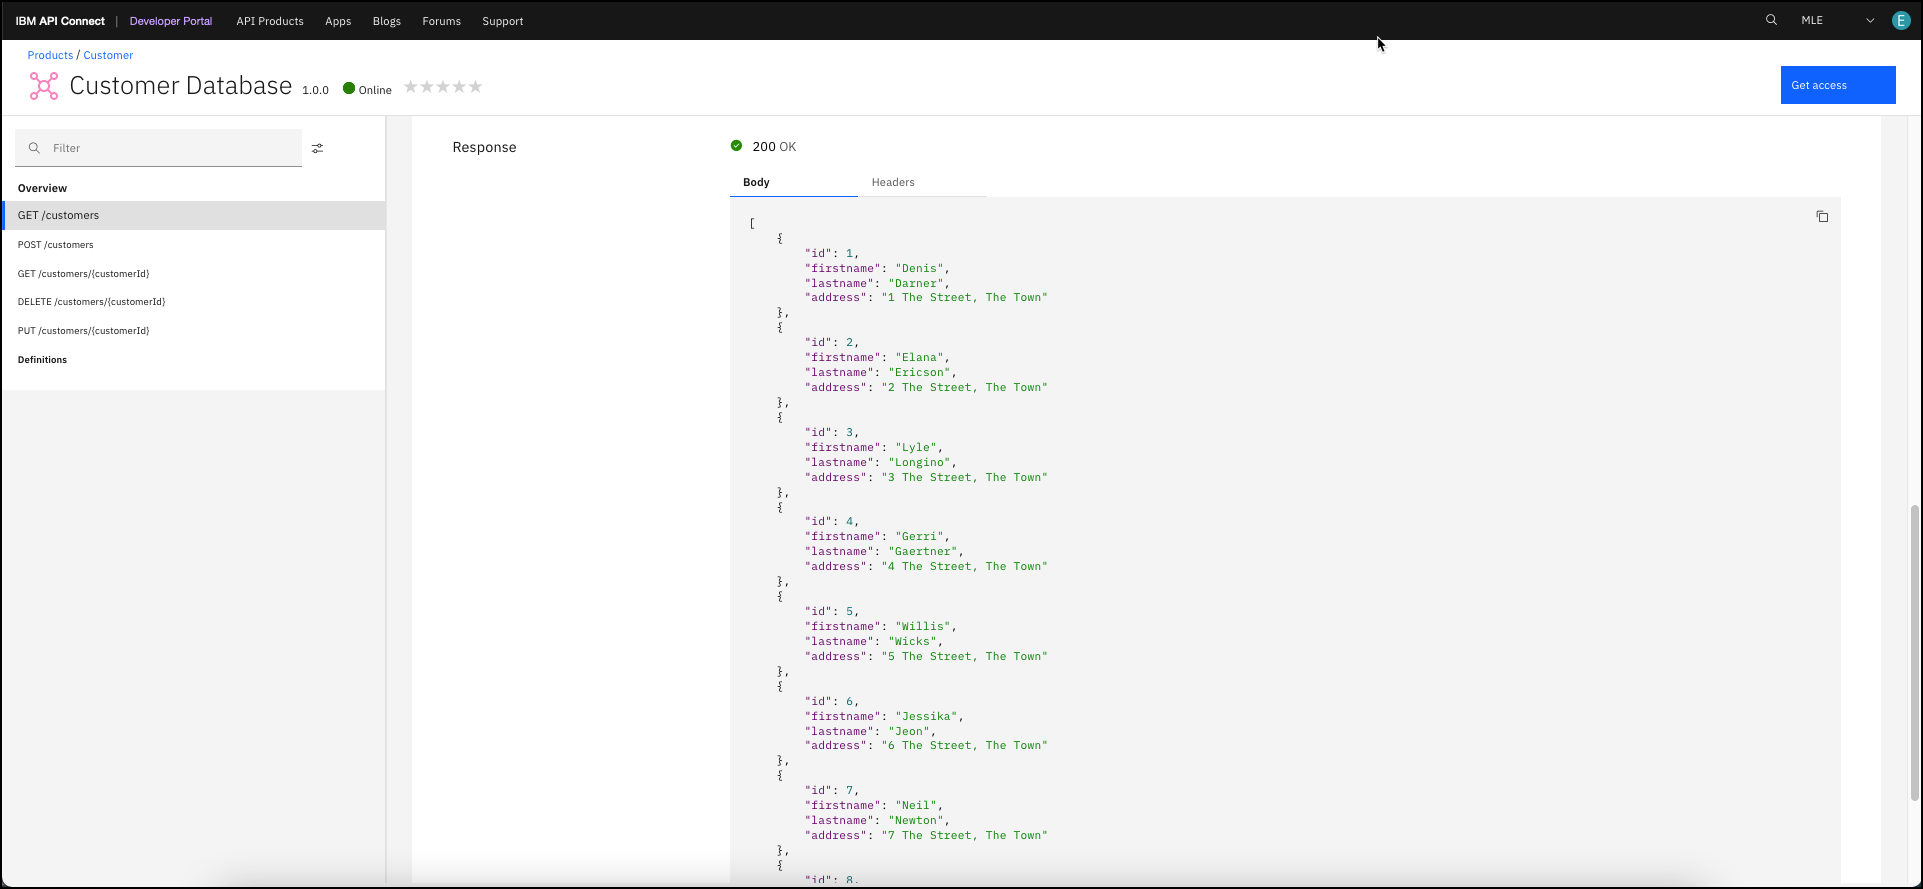 IBM API Connect | Developer Portal API Products Apps Blogs Forums Support MLE E
Products / Customer
Customer Database 1.0.0 Online
Get access
Filter
Overview
GET /customers
POST /customers
GET /customers/{customerId}
DELETE /customers/{customerId}
PUT /customers/{customerId}
Definitions
Response 200 OK
Body Headers
[
{
"id": 1,
"firstname": "Denis",
"lastname": "Darner",
"address": "1 The Street, The Town"
},
{
"id": 2,
"firstname": "Elana",
"lastname": "Ericson",
"address": "2 The Street, The Town"
},
{
"id": 3,
"firstname": "Lyle",
"lastname": "Longino",
"address": "3 The Street, The Town"
},
{
"id": 4,
"firstname": "Gerri",
"lastname": "Gaertner",
"address": "4 The Street, The Town"
},
{
"id": 5,
"firstname": "Willis",
"lastname": "Wicks",
"address": "5 The Street, The Town"
},
{
"id": 6,
"firstname": "Jessika",
"lastname": "Jeon",
"address": "6 The Street, The Town"
},
{
"id": 7,
"firstname": "Neil",
"lastname": "Newton",
"address": "7 The Street, The Town"
},
{
"id": 8,